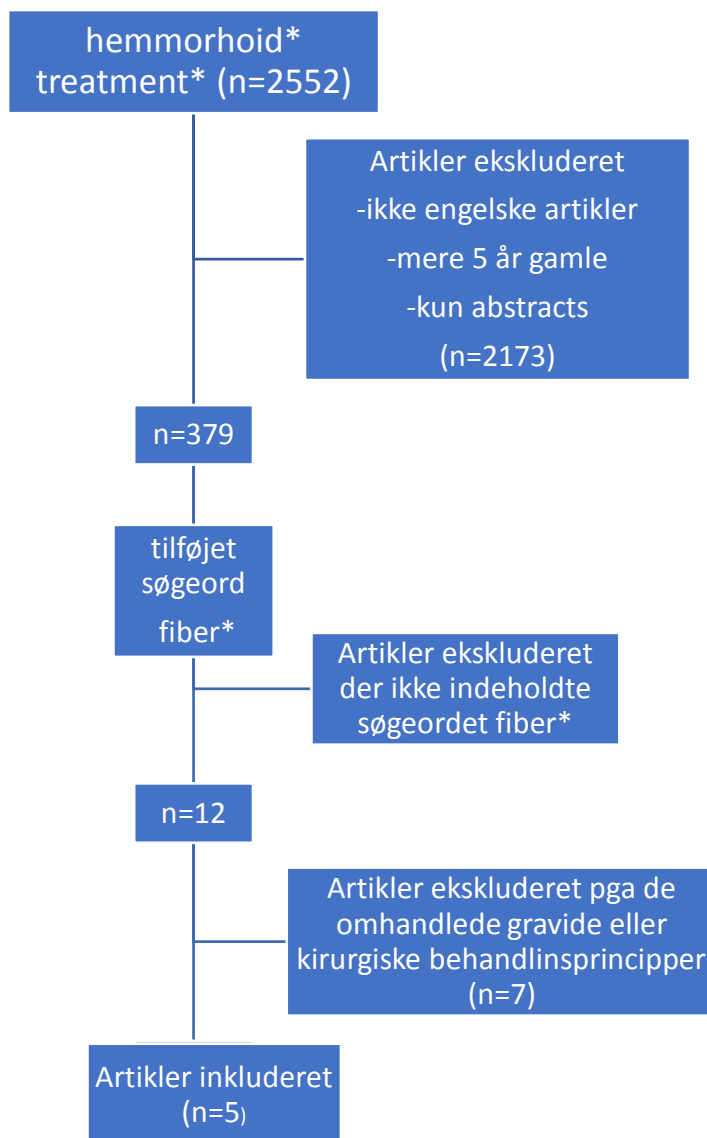 hemmorhoid*
treatment* (n=2552)
Artikler ekskluderet
-ikke engelske artikler
-mere 5 år gamle
-kun abstracts
(n=2173)
n=379
tilføjet
søgeord
fiber*
Artikler ekskluderet
der ikke indeholdte
søgeordet fiber*
n=12
Artikler ekskluderet pga de
omhandlede gravide eller
kirurgiske behandlinsprincipper
(n=7)
Artikler inkluderet
(n=5)